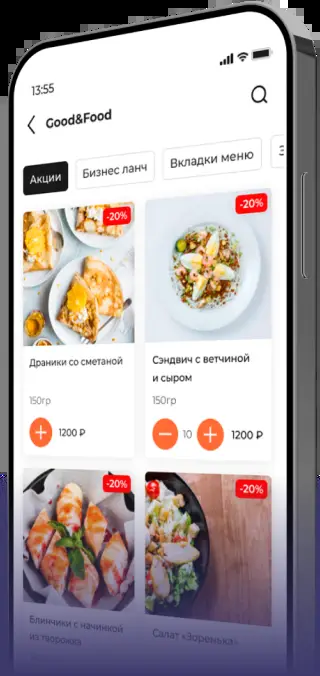 13:55
Good&Food
Акции
Бизнес ланч
Вкладки меню
-20%
-20%
Драники со сметаной
Сэндвич с ветчиной
и сыром
150гр
150гр
1200 ₽
10
1200 ₽
-20%
-20%
Блинчики с начинкой
из творожка
Салат «Зоренька»